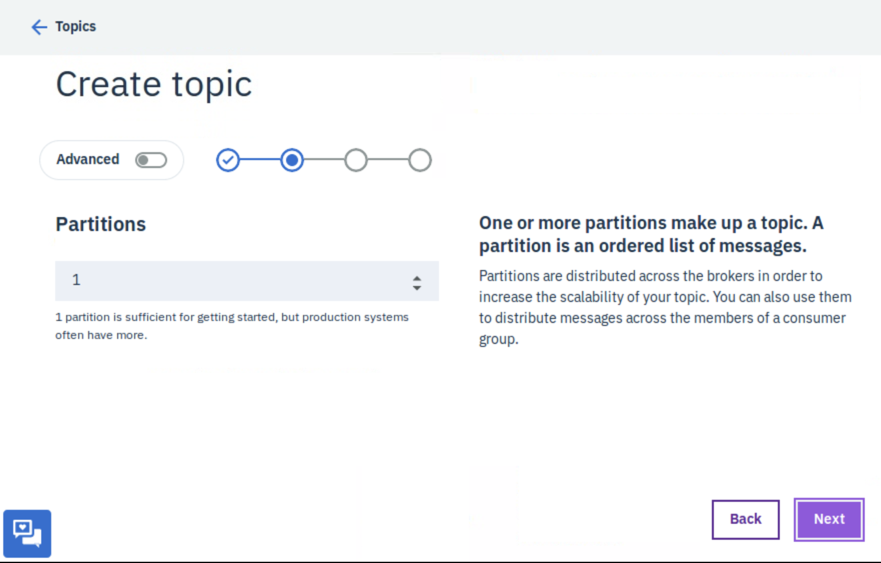 Topics
Create topic
Advanced
Partitions
1
1 partition is sufficient for getting started, but production systems
often have more.
One or more partitions make up a topic. A
partition is an ordered list of messages.
Partitions are distributed across the brokers in order to
increase the scalability of your topic. You can also use them
to distribute messages across the members of a consumer
group.
Back
Next